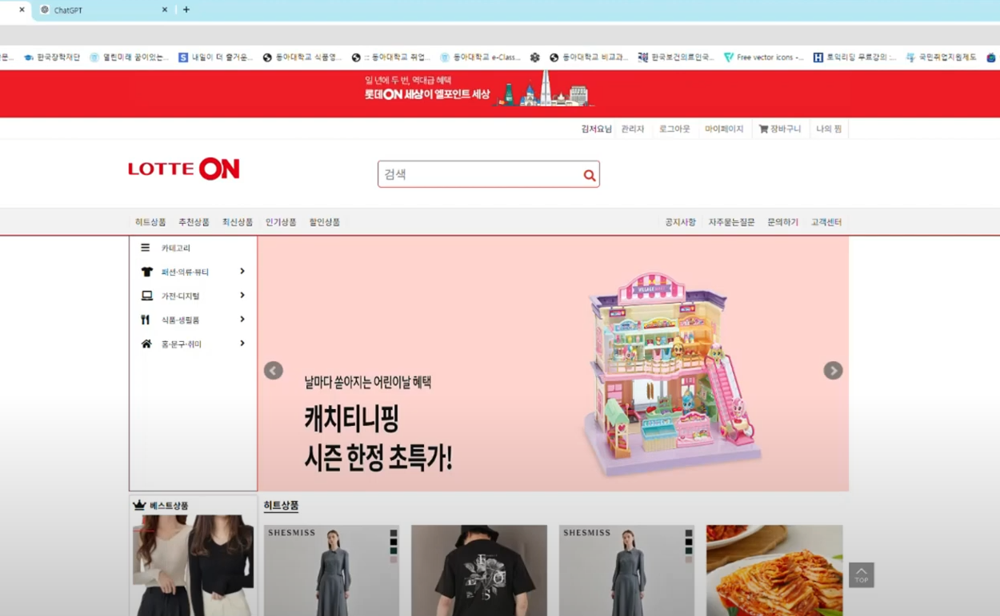 ChatGPT
문... 한국장학재단 열린미래 꿈이있는... 내일이 더 즐거운... 동아대학교 식품영... :: 동아대학교 취업... 동아대학교 e-Class... 동아대학교 비교과... 한국보건의료인국... Free vector icons -... 토익리딩 무료강의 :... 국민취업지원제도
일 년에 두 번, 역대급 혜택
롯데ON 세상이 엘포인트 세상
김저요님 관리자 로그아웃 마이페이지 장바구니 나의 찜
LOTTE ON
검색
히트상품 추천상품 최신상품 인기상품 할인상품 공지사항 자주묻는질문 문의하기 고객센터
카테고리
패션·의류·뷰티
가전·디지털
식품·생필품
홈·문구·취미
날마다 쏟아지는 어린이날 혜택
캐치티니핑
시즌 한정 초특가!
베스트상품
히트상품
SHESMISS
SHESMISS
TOP